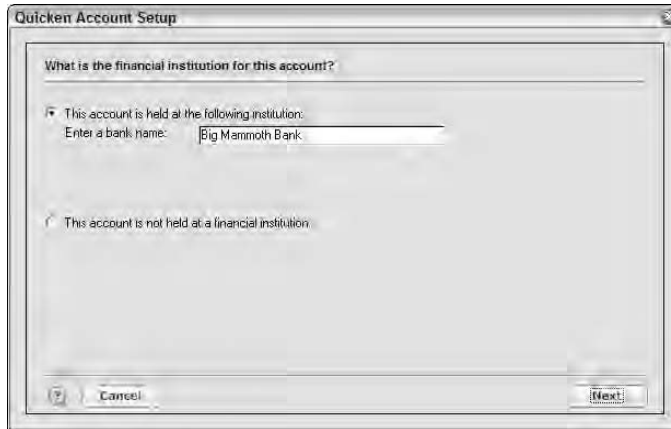 Quicken Account Setup
What is the financial institution for this account?
This account is held at the following institution:
Enter a bank name: Big Mammoth Bank
This account is not held at a financial institution
? Cancel Next